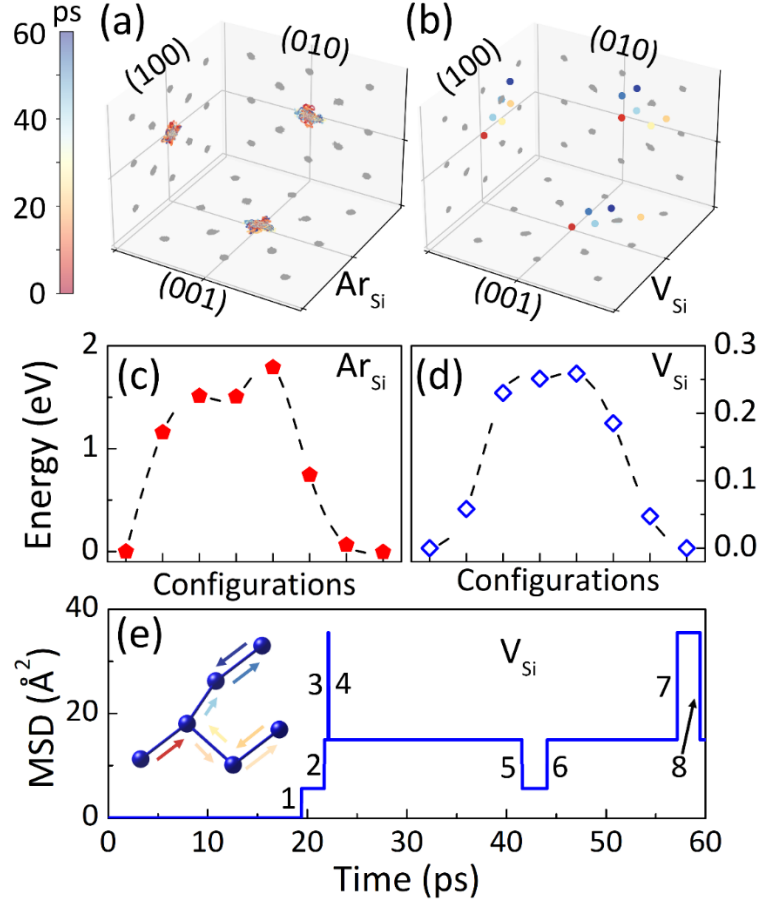 ps
60
40
20
0
(a)
(100)
(010)
(001)
Ar_Si
(b)
(100)
(010)
(001)
V_Si
(c)
Ar_Si
Energy (eV)
2
1
0
Configurations
(d)
V_Si
0.3
0.2
0.1
0.0
Configurations
(e)
V_Si
MSD (Å²)
40
20
0
1
2
3
4
5
6
7
8
0
10
20
30
40
50
60
Time (ps)